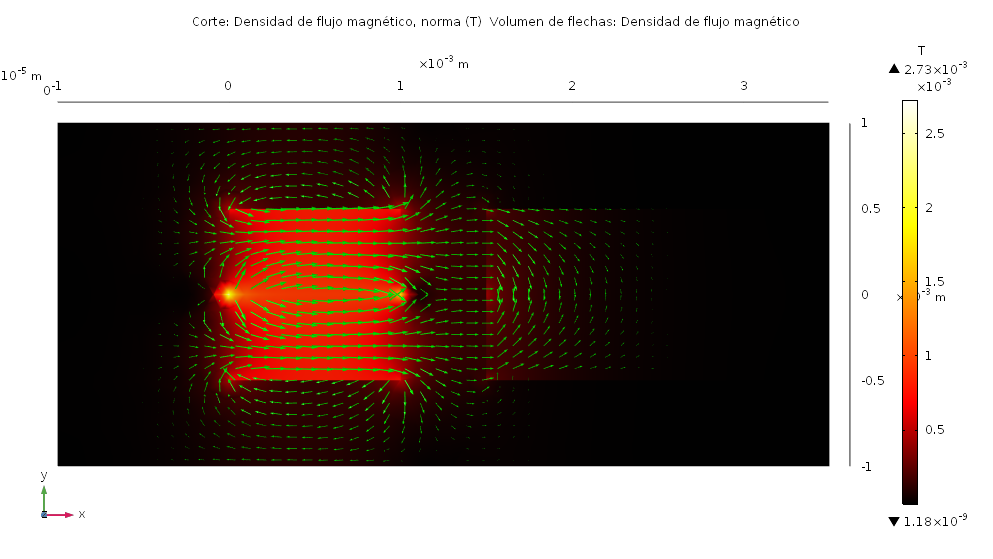 Corte: Densidad de flujo magnético, norma (T)  Volumen de flechas: Densidad de flujo magnético
T
×10⁻³ m
▲ 2.73×10⁻³
10⁻⁵ m
0
-1 0 1 2 3
×10⁻³
1
2.5
0.5
2
1.5
0
×10⁻³ m
1
-0.5
0.5
-1
y
z x
▼ 1.18×10⁻⁹